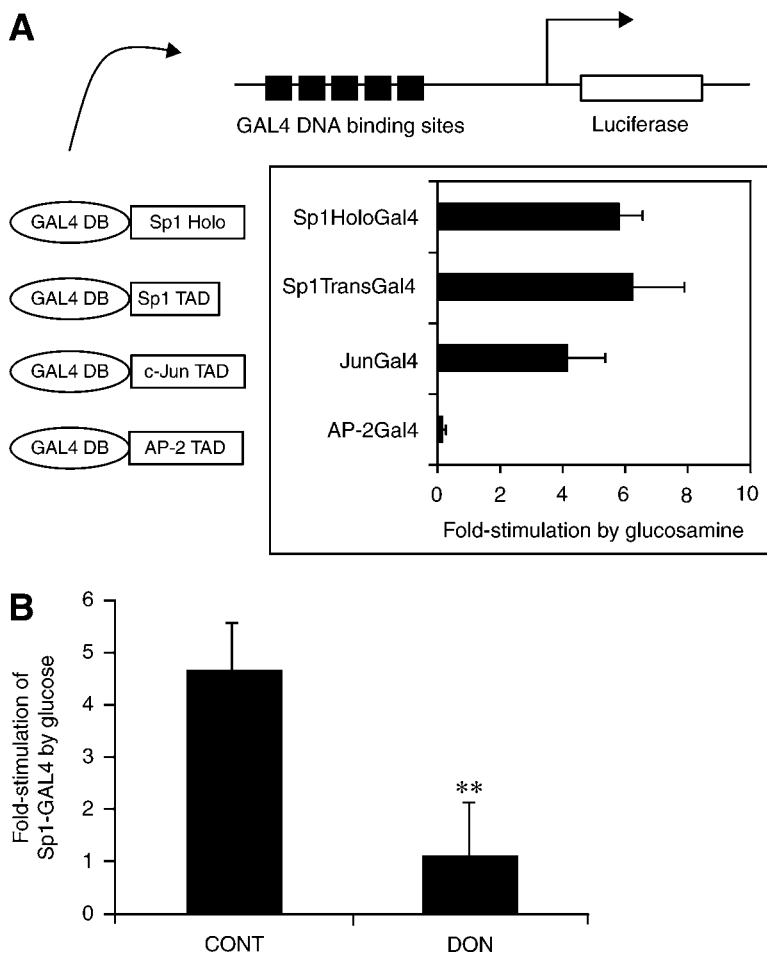 A
GAL4 DNA binding sites
Luciferase
GAL4 DB
Sp1 Holo
GAL4 DB
Sp1 TAD
GAL4 DB
c-Jun TAD
GAL4 DB
AP-2 TAD
Sp1HoloGal4
Sp1TransGal4
JunGal4
AP-2Gal4
0 2 4 6 8 10
Fold-stimulation by glucosamine
B
Fold-stimulation of
Sp1-GAL4 by glucose
6
5
4
3
2
1
0
**
CONT
DON